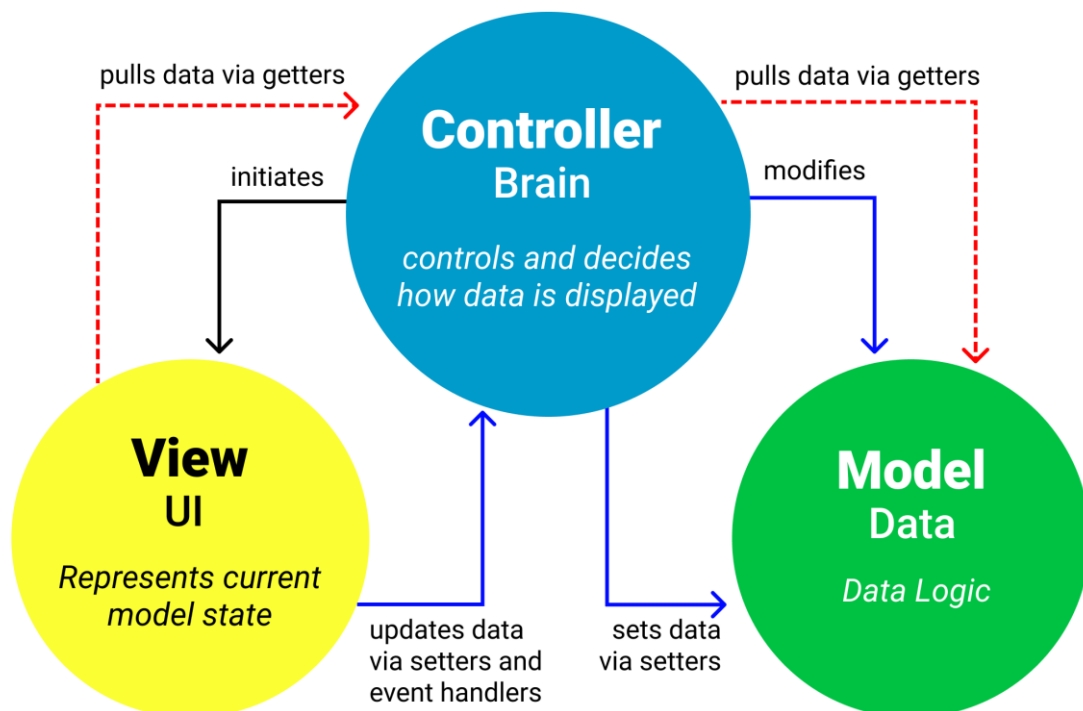 pulls data via getters
pulls data via getters
Controller
Brain
initiates
modifies
controls and decides
how data is displayed
View
UI
Represents current
model state
Model
Data
Data Logic
updates data
via setters and
event handlers
sets data
via setters